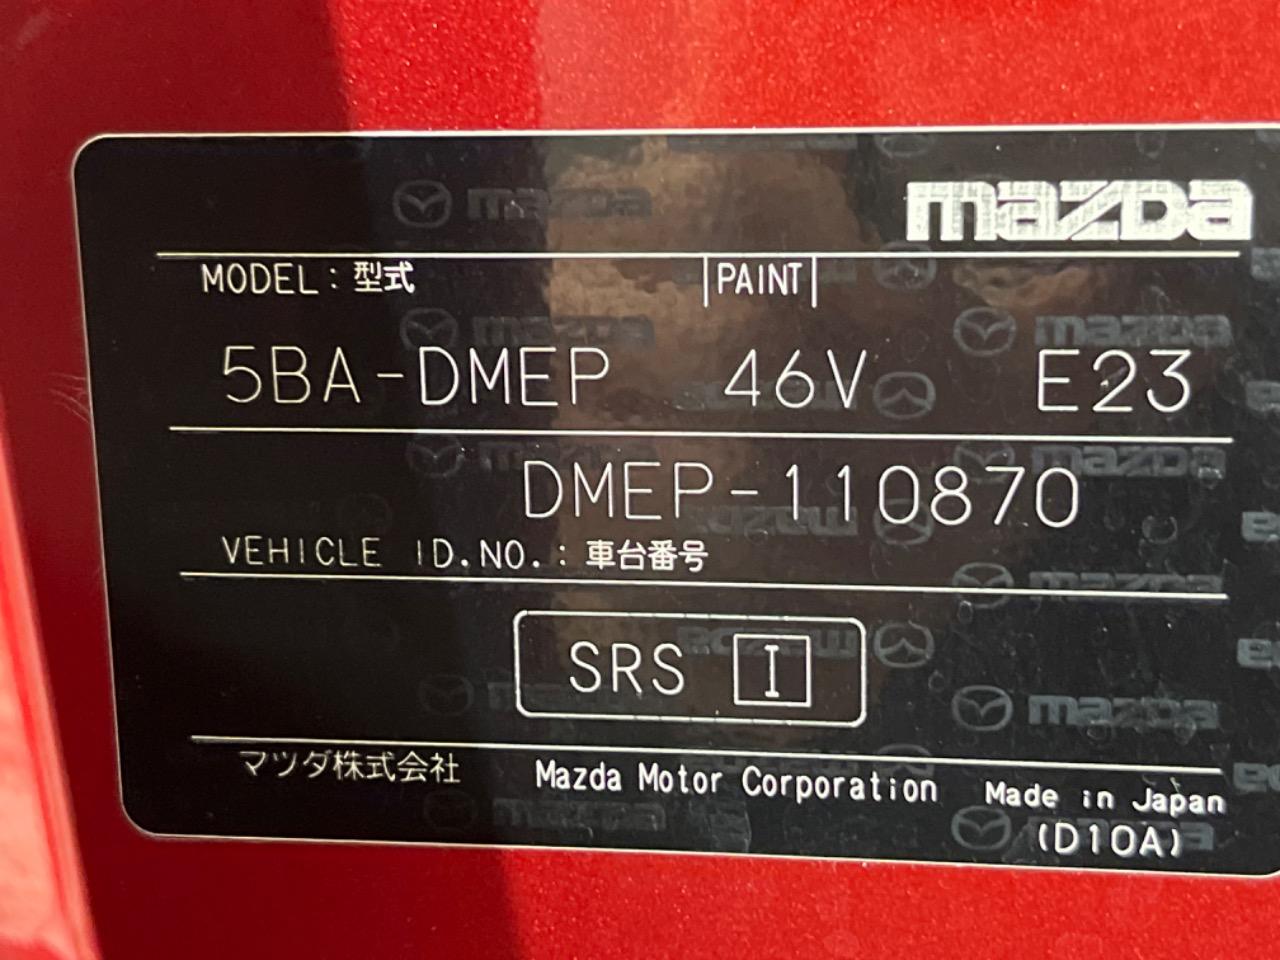 mazda
MODEL : 型式 PAINT
5BA-DMEP 46V E23
DMEP-110870
VEHICLE ID.NO. : 車台番号
SRS I
マツダ株式会社 Mazda Motor Corporation Made in Japan
(D10A)